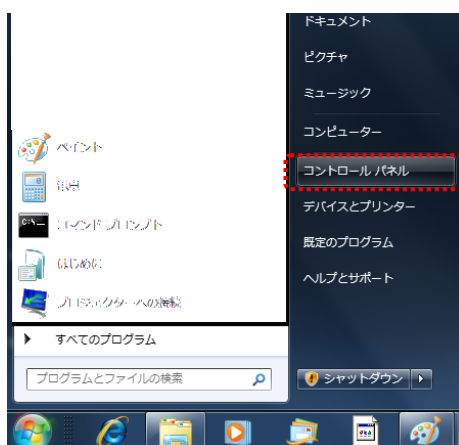 ドキュメント
ピクチャ
ミュージック
コンピューター
コントロール パネル
デバイスとプリンター
既定のプログラム
ヘルプとサポート
ペイント
電卓
コマンド プロンプト
はじめに
プロジェクターへの接続
すべてのプログラム
プログラムとファイルの検索
シャットダウン